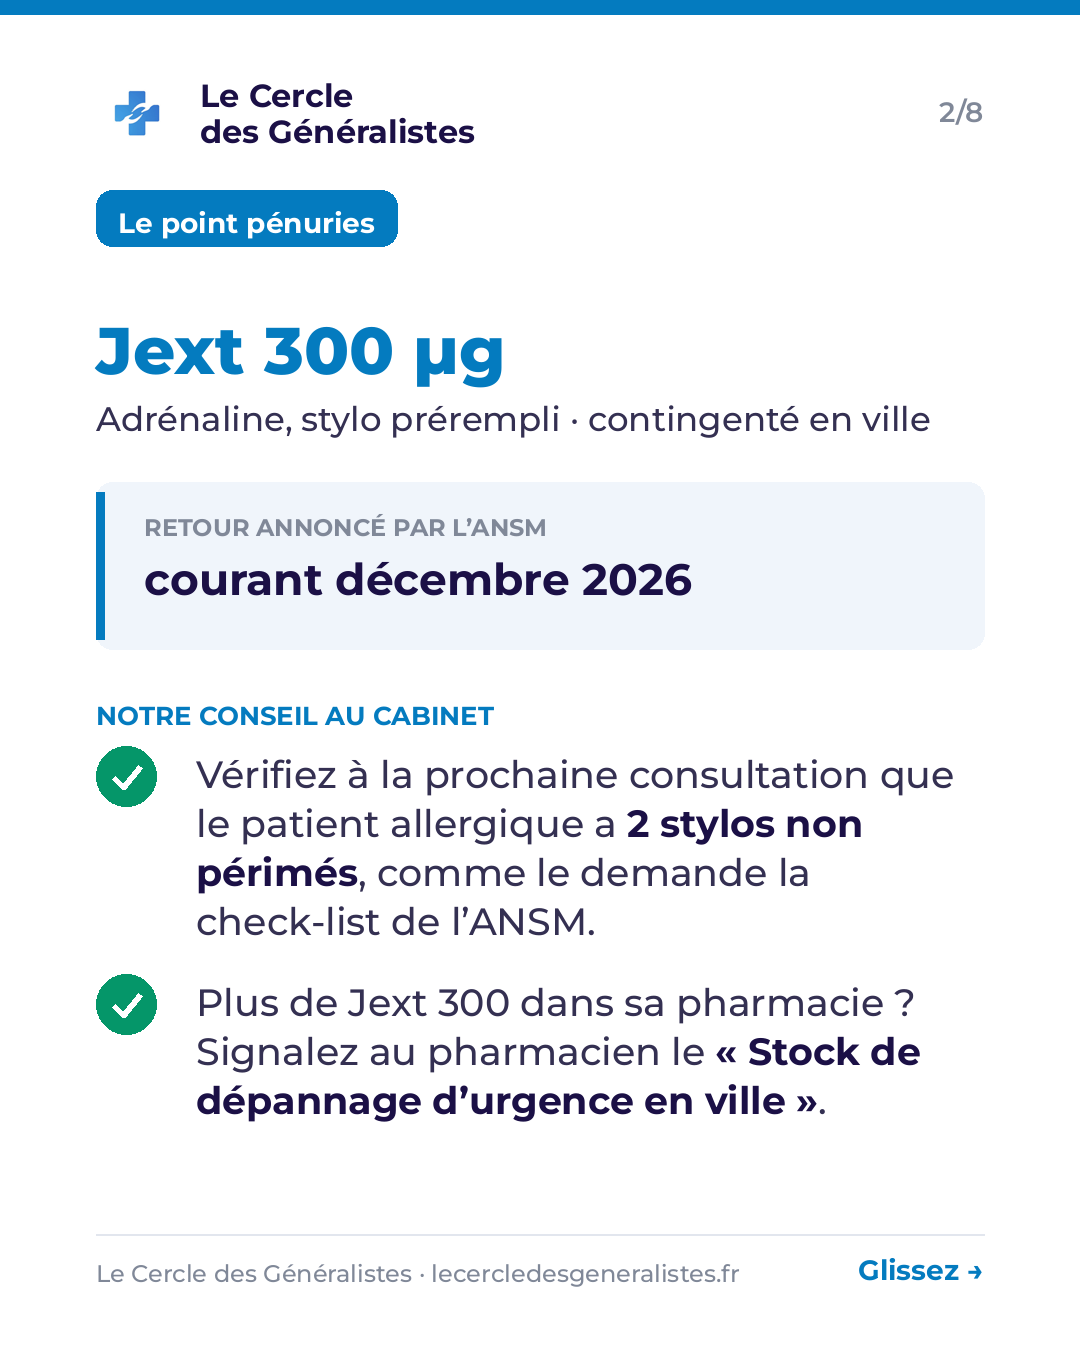 Le Cercle
des Généralistes
2/8
Le point pénuries
Jext 300 µg
Adrénaline, stylo prérempli · contingenté en ville
RETOUR ANNONCÉ PAR L’ANSM
courant décembre 2026
NOTRE CONSEIL AU CABINET
Vérifiez à la prochaine consultation que
le patient allergique a 2 stylos non
périmés, comme le demande la
check-list de l’ANSM.
Plus de Jext 300 dans sa pharmacie ?
Signalez au pharmacien le « Stock de
dépannage d’urgence en ville ».
Le Cercle des Généralistes · lecercledesgeneralistes.fr
Glissez →